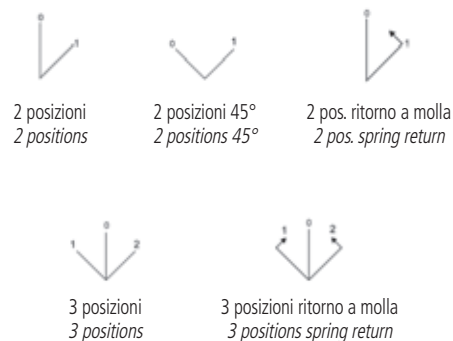 0
1
2 posizioni
2 positions
0
1
2 posizioni 45°
2 positions 45°
0
1
2 pos. ritorno a molla
2 pos. spring return
0
1
2
3 posizioni
3 positions
1
0
2
3 posizioni ritorno a molla
3 positions spring return